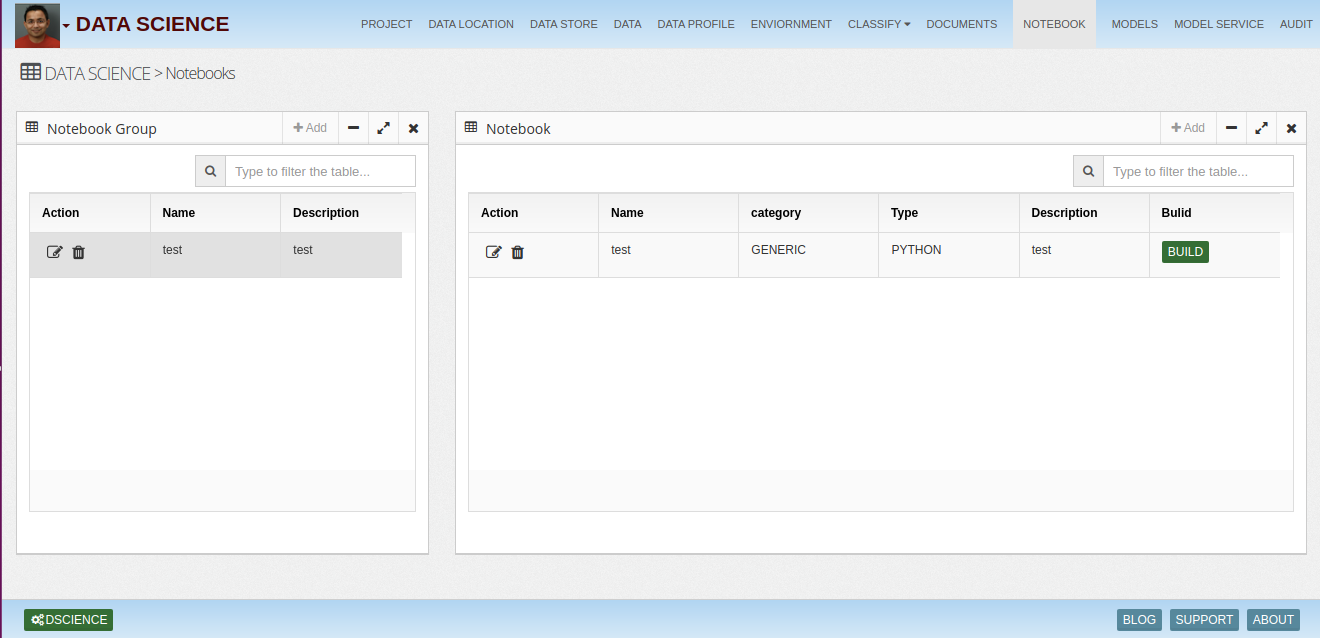 DATA SCIENCE PROJECT DATA LOCATION DATA STORE DATA DATA PROFILE ENVIORNMENT CLASSIFY DOCUMENTS NOTEBOOK MODELS MODEL SERVICE AUDIT
DATA SCIENCE > Notebooks
Notebook Group Add
Type to filter the table...
Action Name Description
test test
Notebook Add
Type to filter the table...
Action Name category Type Description Bulid
test GENERIC PYTHON test BUILD
DSCIENCE BLOG SUPPORT ABOUT